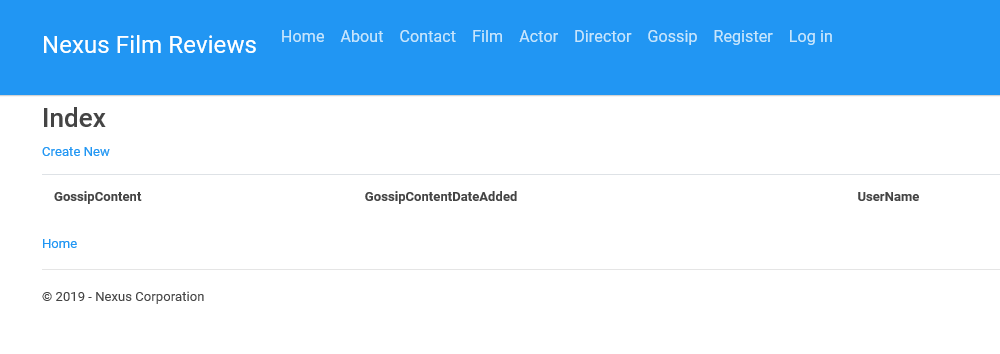 Nexus Film Reviews Home About Contact Film Actor Director Gossip Register Log in
Index
Create New
GossipContent GossipContentDateAdded UserName
Home
© 2019 - Nexus Corporation